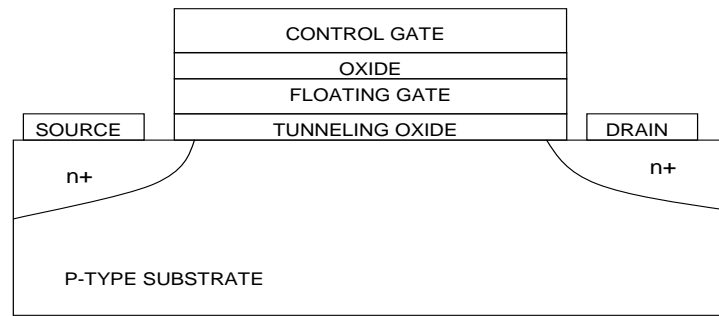 CONTROL GATE
OXIDE
FLOATING GATE
SOURCE
TUNNELING OXIDE
DRAIN
n+
n+
P-TYPE SUBSTRATE